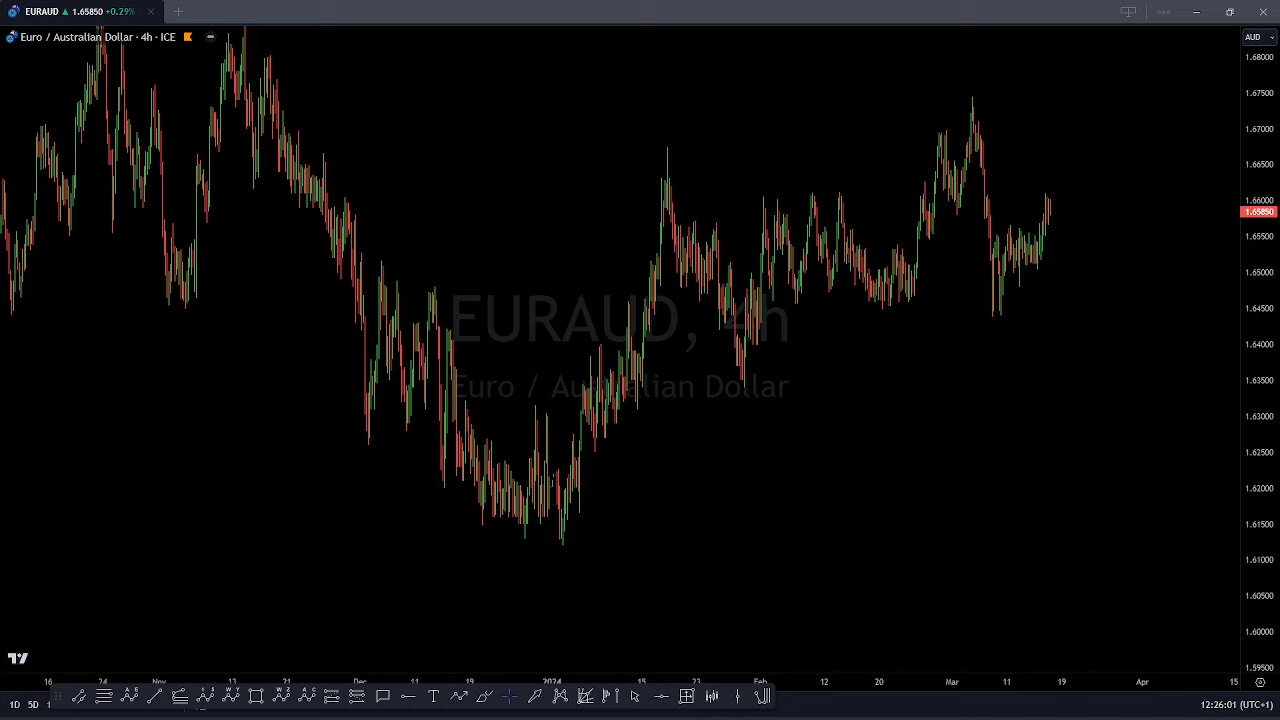 EURAUD ▲ 1.65850 +0.29%
Euro / Australian Dollar · 4h · ICE
AUD
1.68000
1.67500
1.67000
1.66500
1.66000
1.65850
1.65500
1.65000
1.64500
1.64000
1.63500
1.63000
1.62500
1.62000
1.61500
1.61000
1.60500
1.60000
1.59500
EURAUD, 4h
Euro / Australian Dollar
16 24 Nov 13 21 Dec 11 19 2024 15 23 Feb 12 20 Mar 11 19 Apr 15
1D 5D
12:26:01 (UTC+1)